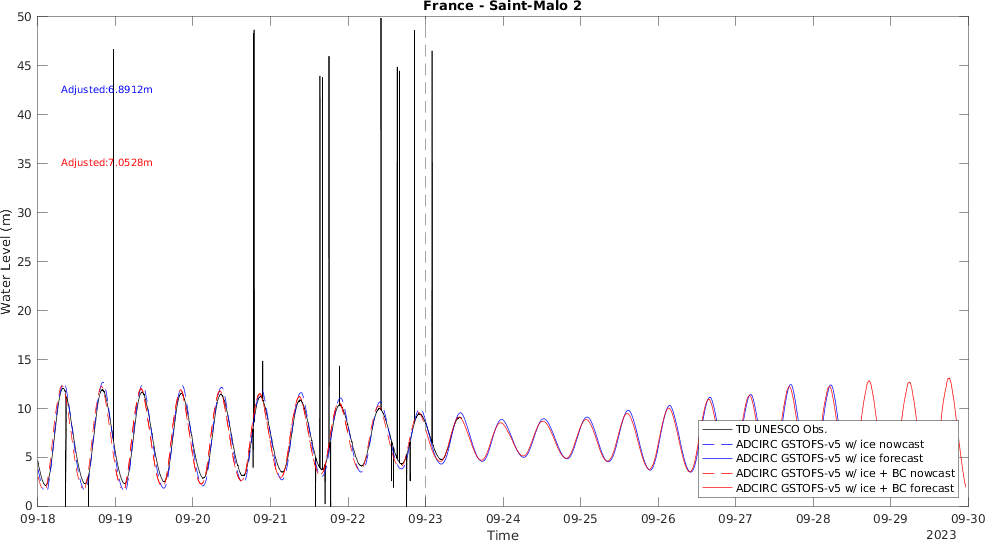 France - Saint-Malo 2
50
45
40
35
30
25
20
15
10
5
0
Water Level (m)
Adjusted:6.8912m
Adjusted:7.0528m
TD UNESCO Obs.
ADCIRC GSTOFS-v5 w/ ice nowcast
ADCIRC GSTOFS-v5 w/ ice forecast
ADCIRC GSTOFS-v5 w/ ice + BC nowcast
ADCIRC GSTOFS-v5 w/ ice + BC forecast
09-18 09-19 09-20 09-21 09-22 09-23 09-24 09-25 09-26 09-27 09-28 09-29 09-30
Time
2023